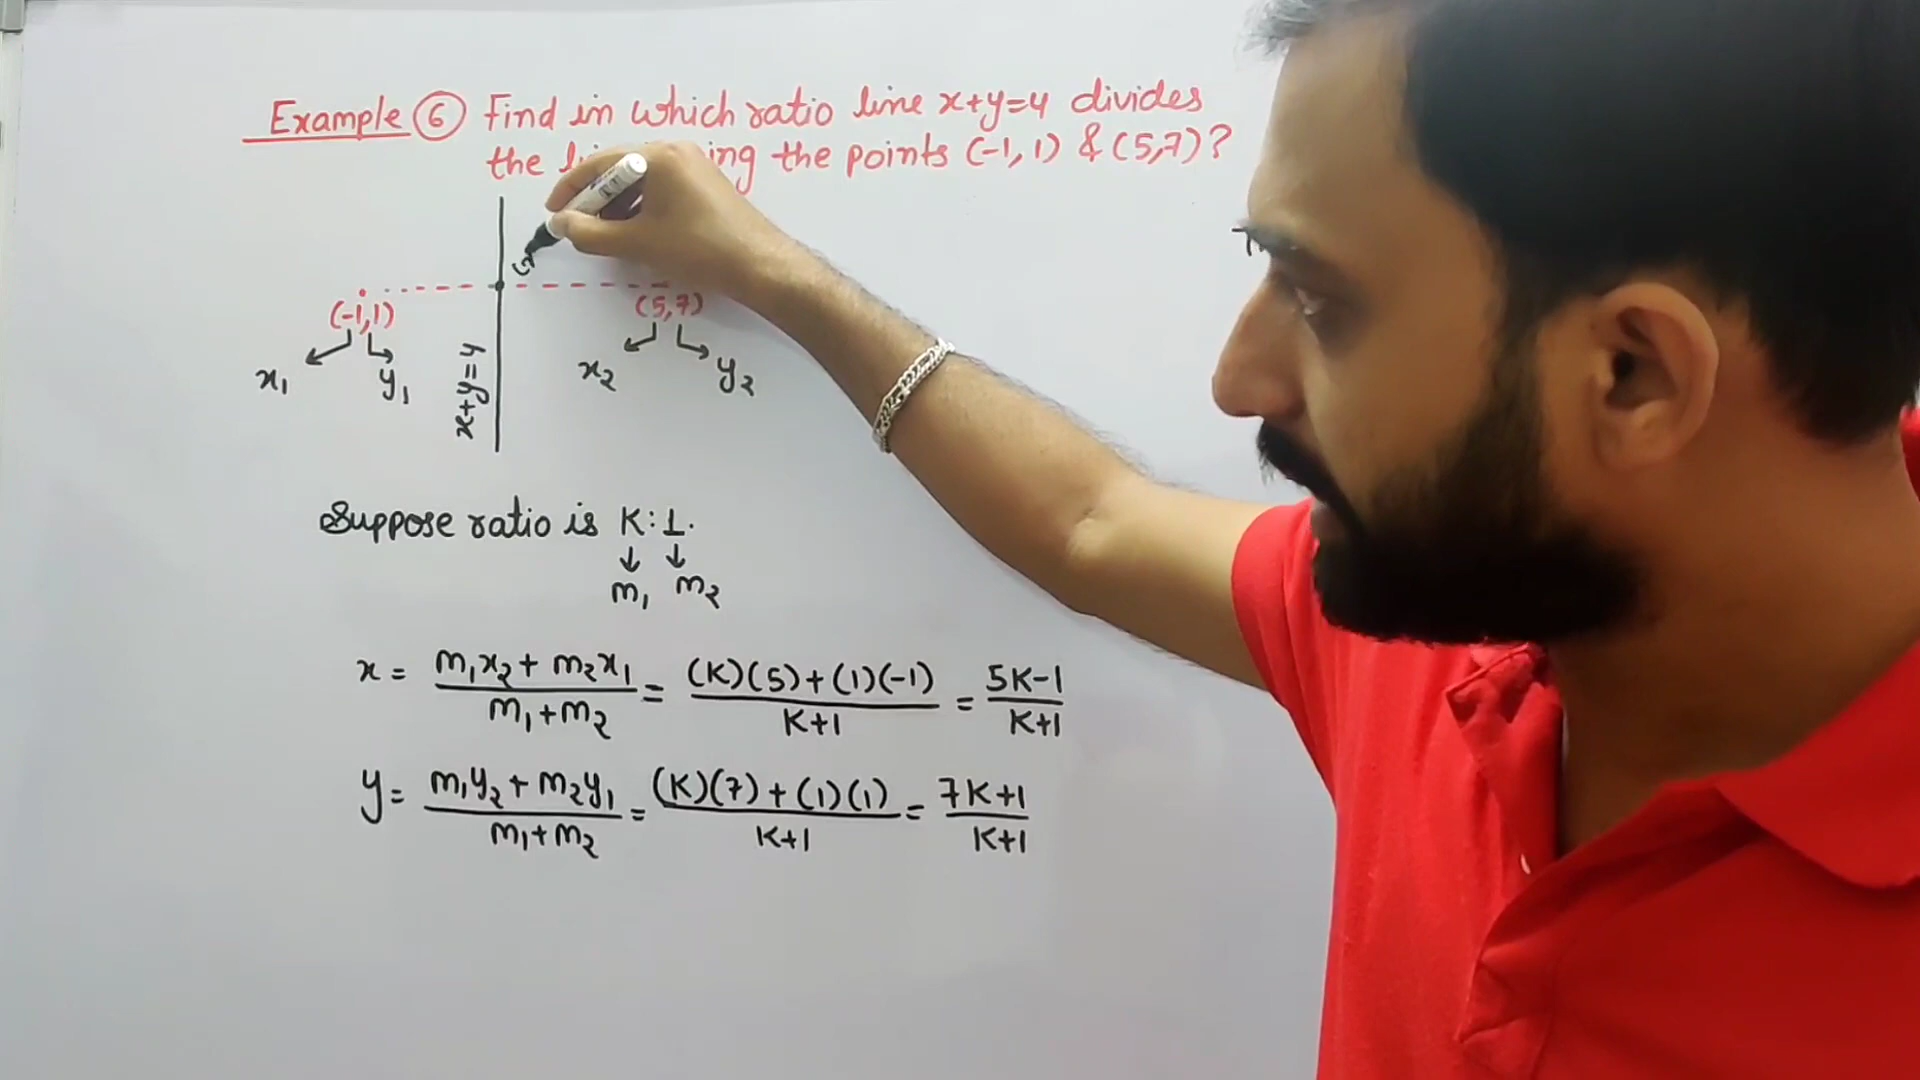 Example ⑥ Find in which ratio line x+y=4 divides
the ing the points (-1, 1) & (5,7)?
(x
(-1,1)
(5,7)
x₁
y₁
x+y=4
x₂
y₂
Suppose ratio is K:1.
↓ ↓
m₁ m₂
x = (m₁x₂ + m₂x₁)/(m₁+m₂) = ((K)(5)+(1)(-1))/(K+1) = (5K-1)/(K+1)
y = (m₁y₂ + m₂y₁)/(m₁+m₂) = ((K)(7)+(1)(1))/(K+1) = (7K+1)/(K+1)